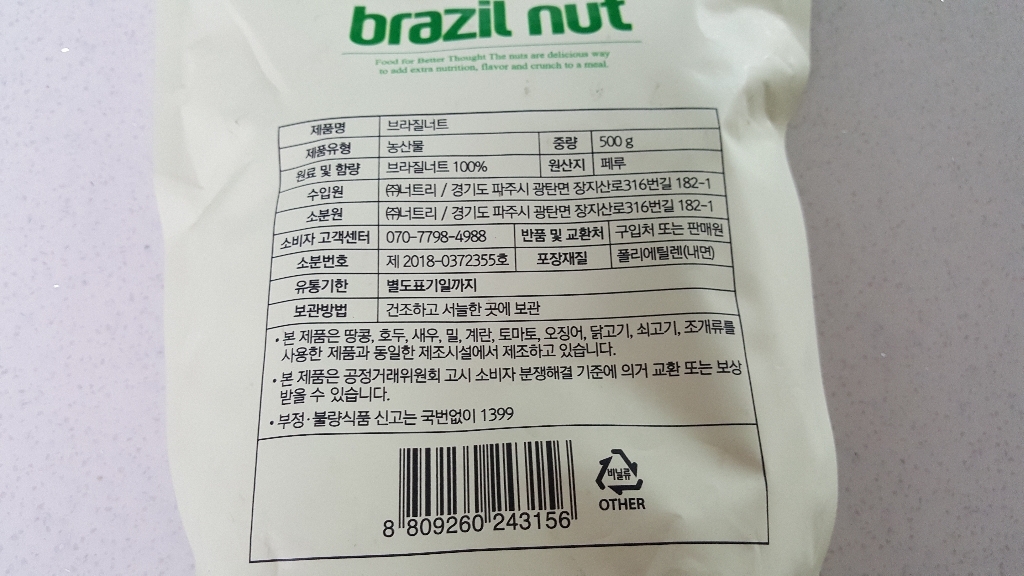 brazil nut
Food for Better Thought The nuts are delicious way
to add extra nutrition, flavor and crunch to a meal.
제품명 브라질너트
제품유형 농산물 중량 500 g
원료 및 함량 브라질너트 100% 원산지 페루
수입원 ㈜너트리 / 경기도 파주시 광탄면 장지산로316번길 182-1
소분원 ㈜너트리 / 경기도 파주시 광탄면 장지산로316번길 182-1
소비자 고객센터 070-7798-4988 반품 및 교환처 구입처 또는 판매원
소분번호 제 2018-0372355호 포장재질 폴리에틸렌(내면)
유통기한 별도표기일까지
보관방법 건조하고 서늘한 곳에 보관
• 본 제품은 땅콩, 호두, 새우, 밀, 계란, 토마토, 오징어, 닭고기, 쇠고기, 조개류를
사용한 제품과 동일한 제조시설에서 제조하고 있습니다.
• 본 제품은 공정거래위원회 고시 소비자 분쟁해결 기준에 의거 교환 또는 보상
받을 수 있습니다.
• 부정·불량식품 신고는 국번없이 1399
비닐류
OTHER
8 809260 243156